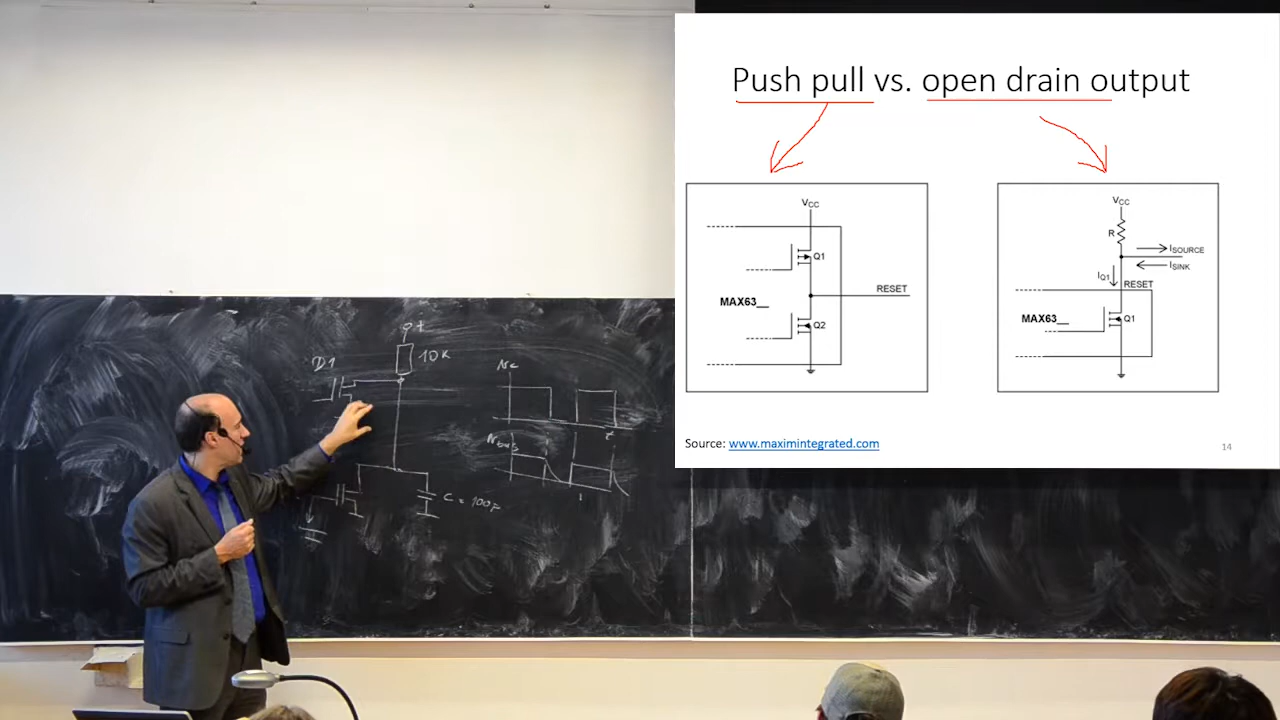 Push pull vs. open drain output
VCC
Q1
MAX63__
RESET
Q2
VCC
R
ISOURCE
ISINK
IQ1
RESET
MAX63__
Q1
Source: www.maximintegrated.com
14
D1
10K
C = 100p
t